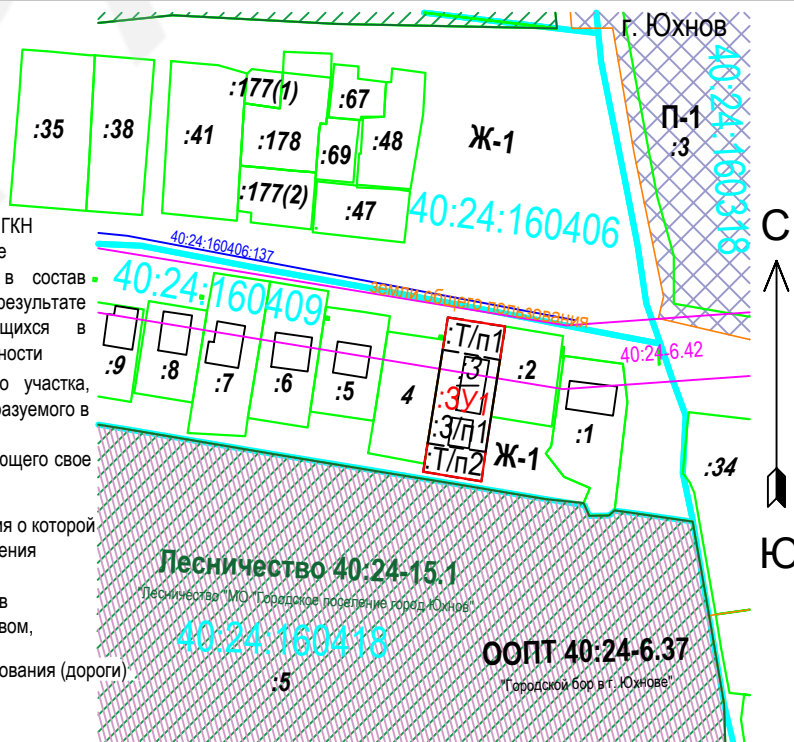 г. Юхнов
:177(1)
:67
:35
:38
:41
:178
:69
:48
Ж-1
П-1
:3
40:24:160318
:177(2)
:47
40:24:160406
С
ГКН
е
в состав
результате
щихся в
ности
о участка,
разуемого в
ющего свое
ия о которой
ения
в
вом,
ования (дороги)
40:24:160406:137
40:24:160409
земли общего пользования
40:24-6.42
:9
:8
:7
:6
:5
4
:Т/п1
:3
:ЗУ1
:3/п1
:Т/п2
:2
:1
Ж-1
:34
Ю
Лесничество 40:24-15.1
"Лесничество "МО "Городское поселение город Юхнов"
40:24:160418
:5
ООПТ 40:24-6.37
"Городской бор в г. Юхнове"